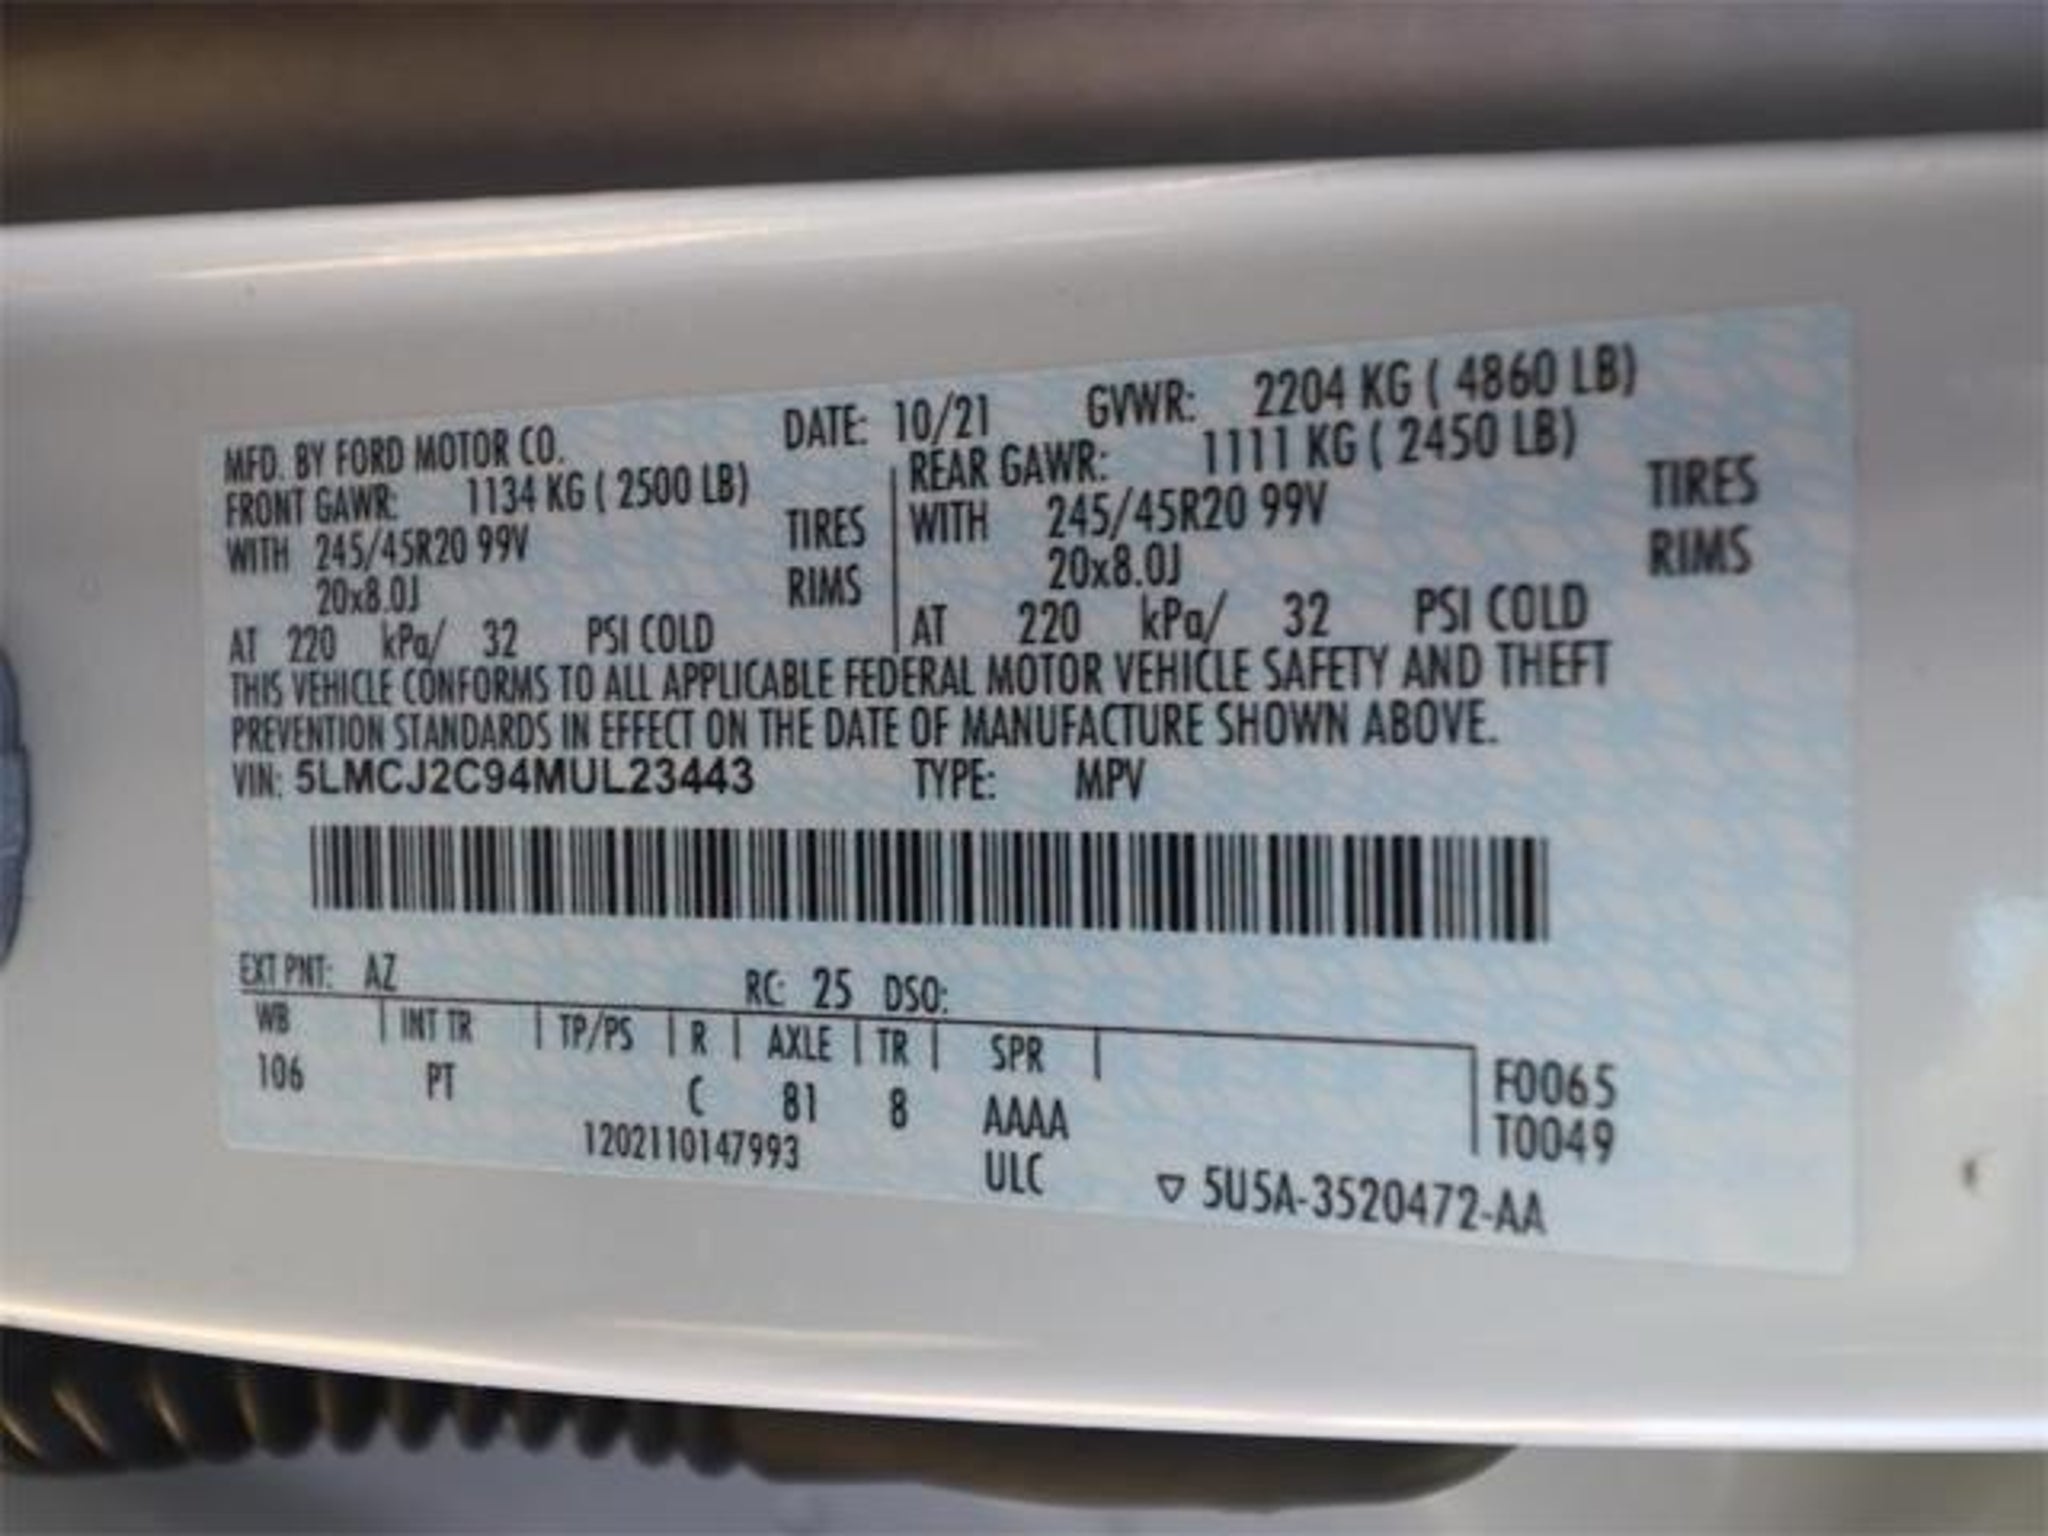 MFD. BY FORD MOTOR CO. DATE: 10/21 GVWR: 2204 KG ( 4860 LB)
FRONT GAWR: 1134 KG ( 2500 LB) REAR GAWR: 1111 KG ( 2450 LB)
WITH 245/45R20 99V TIRES WITH 245/45R20 99V TIRES
20x8.0J RIMS 20x8.0J RIMS
AT 220 kPa/ 32 PSI COLD AT 220 kPa/ 32 PSI COLD
THIS VEHICLE CONFORMS TO ALL APPLICABLE FEDERAL MOTOR VEHICLE SAFETY AND THEFT
PREVENTION STANDARDS IN EFFECT ON THE DATE OF MANUFACTURE SHOWN ABOVE.
VIN: 5LMCJ2C94MUL23443 TYPE: MPV
EXT PNT: AZ RC: 25 DSO:
WB INT TR TP/PS R AXLE TR SPR F0065
106 PT C 81 8 AAAA T0049
1202110147993 ULC ▽ 5U5A-3520472-AA